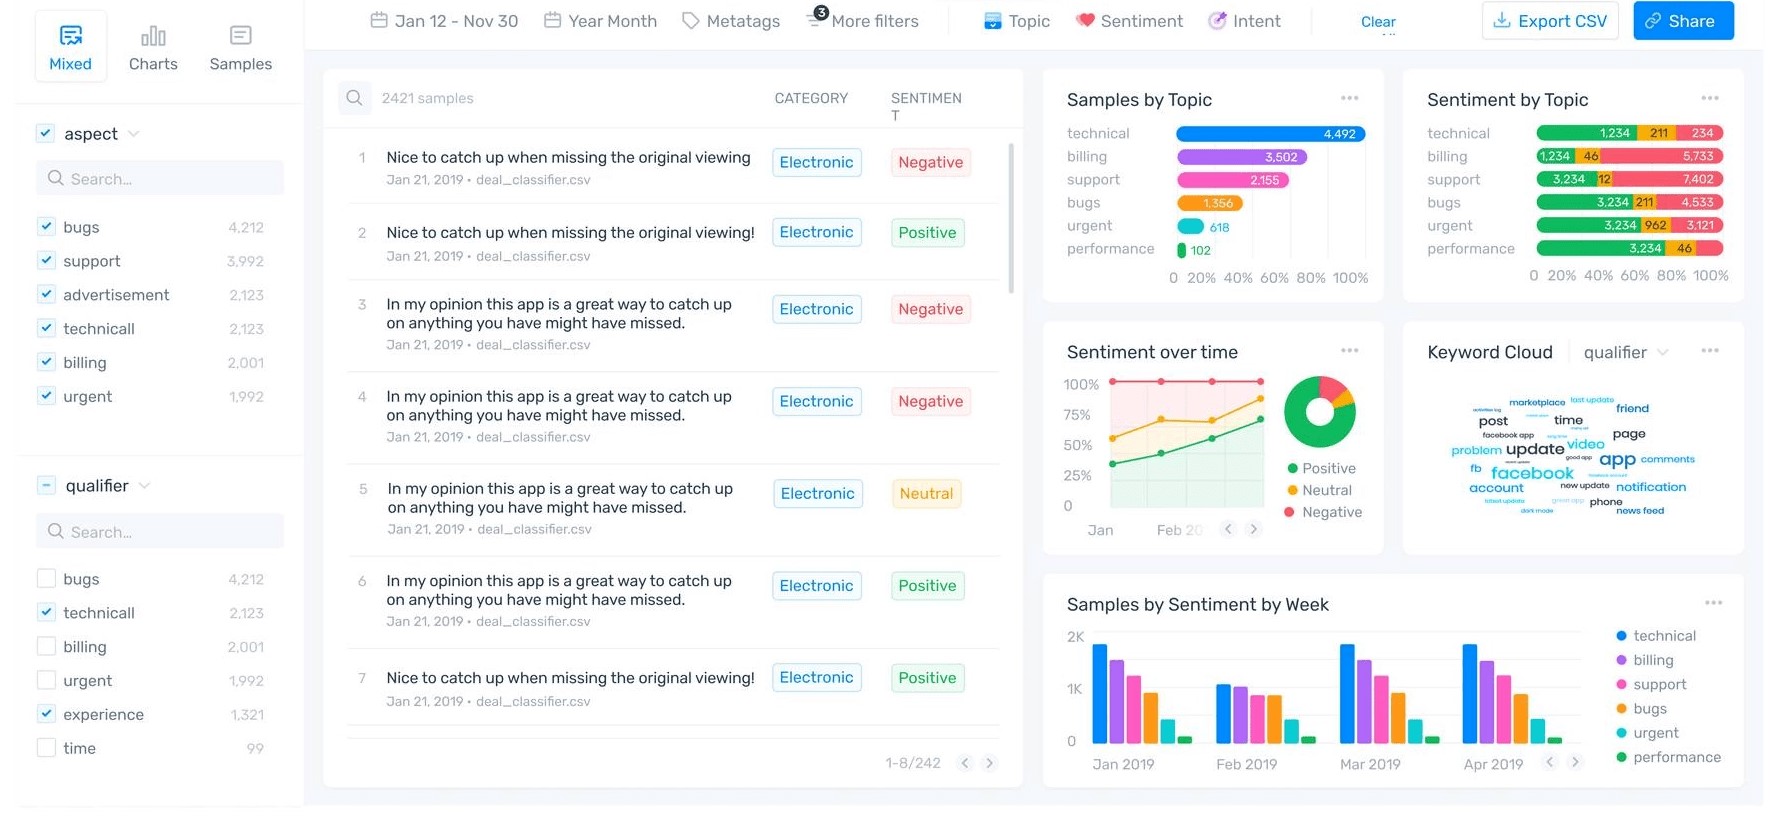 Jan 12 - Nov 30
Year Month
Metatags
3
More filters
Topic
Sentiment
Intent
Clear
Export CSV
Share
Mixed
Charts
Samples
aspect
Search...
bugs 4,212
support 3,992
advertisement 2,123
technicall 2,123
billing 2,001
urgent 1,992
qualifier
Search...
bugs 4,212
technicall 2,123
billing 2,001
urgent 1,992
experience 1,321
time 99
2421 samples
CATEGORY
SENTIMEN
T
1 Nice to catch up when missing the original viewing Electronic Negative
Jan 21, 2019 • deal_classifier.csv
2 Nice to catch up when missing the original viewing! Electronic Positive
Jan 21, 2019 • deal_classifier.csv
3 In my opinion this app is a great way to catch up Electronic Negative
on anything you have might have missed.
Jan 21, 2019 • deal_classifier.csv
4 In my opinion this app is a great way to catch up Electronic Negative
on anything you have might have missed.
Jan 21, 2019 • deal_classifier.csv
5 In my opinion this app is a great way to catch up Electronic Neutral
on anything you have might have missed.
Jan 21, 2019 • deal_classifier.csv
6 In my opinion this app is a great way to catch up Electronic Positive
on anything you have might have missed.
Jan 21, 2019 • deal_classifier.csv
7 Nice to catch up when missing the original viewing! Electronic Positive
Jan 21, 2019 • deal_classifier.csv
1-8/242
Samples by Topic
technical 4,492
billing 3,502
support 2,155
bugs 1,356
urgent 618
performance 102
0 20% 40% 60% 80% 100%
Sentiment by Topic
technical 1,234 211 234
billing 1,234 46 5,733
support 3,234 12 7,402
bugs 3,234 211 4,533
urgent 3,234 962 3,121
performance 3,234 46
0 20% 40% 60% 80% 100%
Sentiment over time
100%
75%
50%
25%
0
Jan
Feb 20
Positive
Neutral
Negative
Keyword Cloud
qualifier
marketplace last update
activities log friend
post time
facebook app page
problem update video
good app app comments
fb facebook
account new update notification
latest update great app phone
dark mode news feed
Samples by Sentiment by Week
2K
1K
0
Jan 2019
Feb 2019
Mar 2019
Apr 2019
technical
billing
support
bugs
urgent
performance